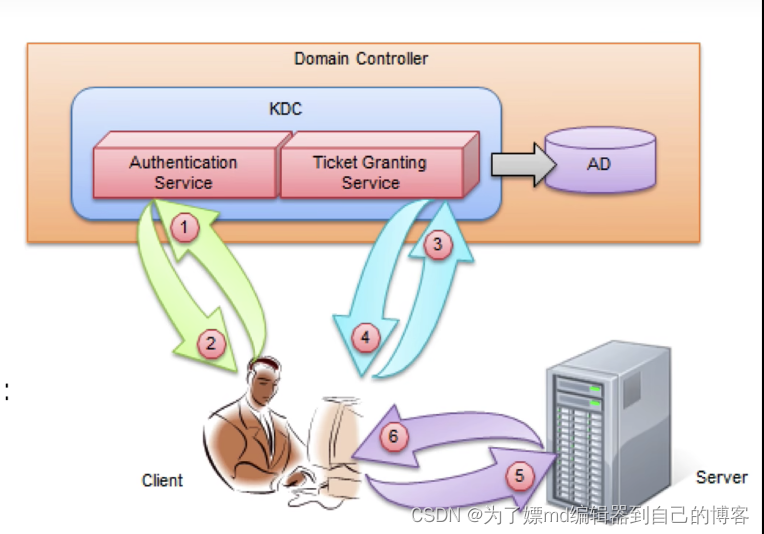 Domain Controller
KDC
Authentication
Service
Ticket Granting
Service
AD
1
3
2
4
:
6
5
Client
Server
CSDN @为了嫖md编辑器到自己的博客